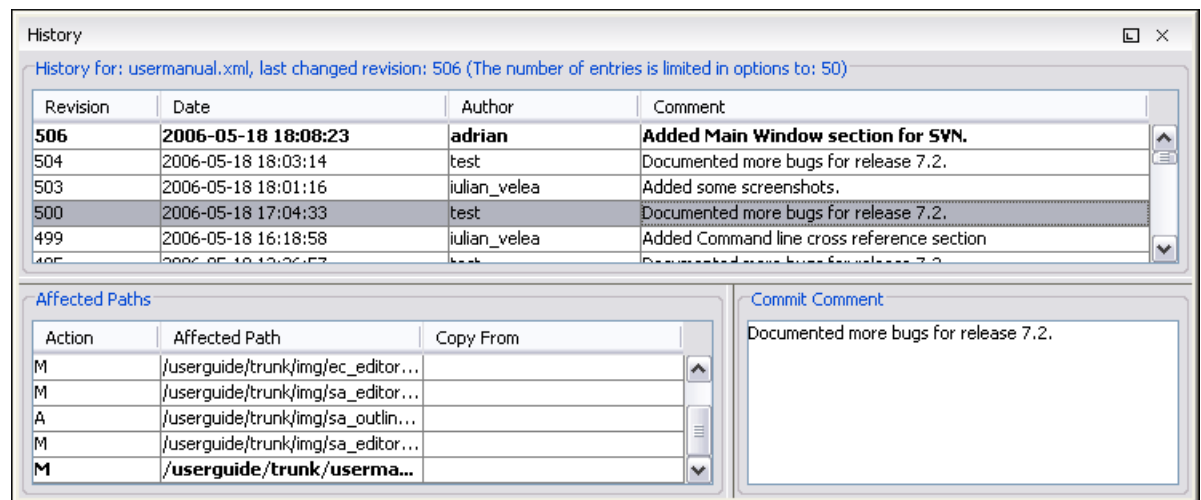 History
History for: usermanual.xml, last changed revision: 506 (The number of entries is limited in options to: 50)
Revision Date Author Comment
506 2006-05-18 18:08:23 adrian Added Main Window section for SVN.
504 2006-05-18 18:03:14 test Documented more bugs for release 7.2.
503 2006-05-18 18:01:16 iulian_velea Added some screenshots.
500 2006-05-18 17:04:33 test Documented more bugs for release 7.2.
499 2006-05-18 16:18:58 iulian_velea Added Command line cross reference section
Affected Paths
Action Affected Path Copy From
M /userguide/trunk/img/ec_editor...
M /userguide/trunk/img/sa_editor...
A /userguide/trunk/img/sa_outlin...
M /userguide/trunk/img/sa_editor...
M /userguide/trunk/userma...
Commit Comment
Documented more bugs for release 7.2.